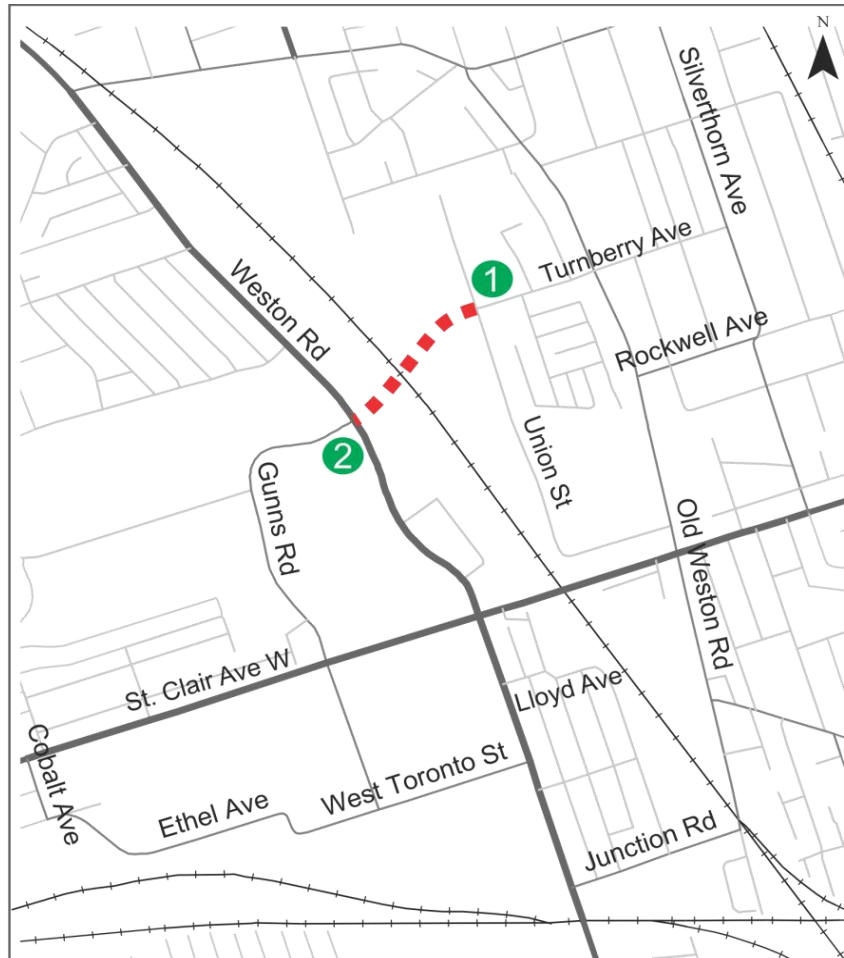 N
Silverthorn Ave
Turnberry Ave
1
Weston Rd
Rockwell Ave
Union St
2
Gunns Rd
Old Weston Rd
St. Clair Ave W
Lloyd Ave
Cobalt Ave
West Toronto St
Ethel Ave
Junction Rd